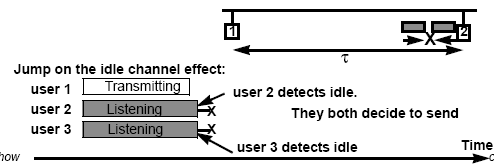 1
2
X
τ
Jump on the idle channel effect:
user 1 Transmitting
user 2 Listening X user 2 detects idle.
They both decide to send
user 3 Listening X
user 3 detects idle
Time
how